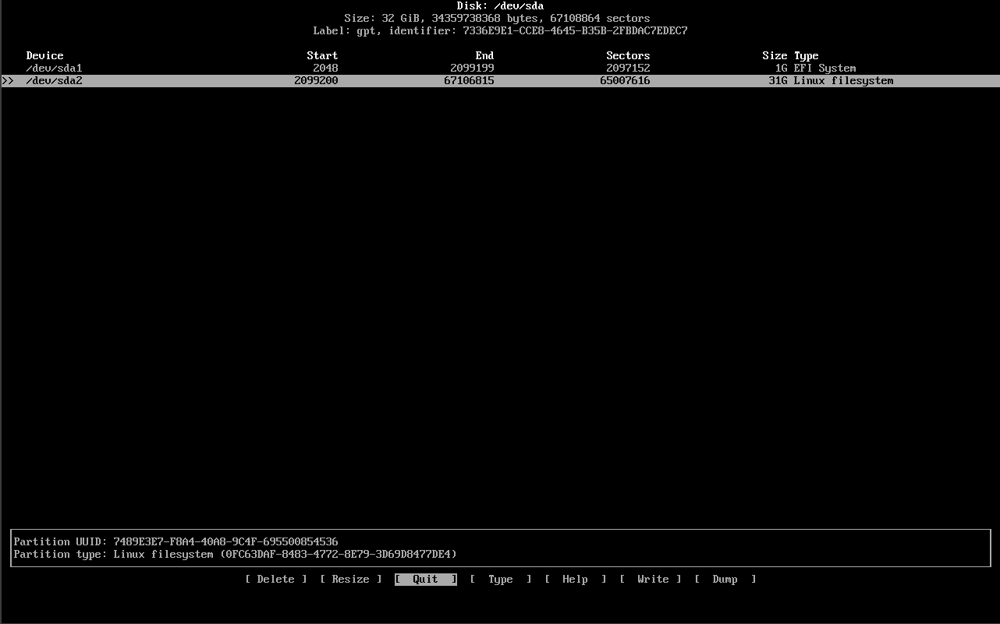 Disk: /dev/sda
Size: 32 GiB, 34359738368 bytes, 67108864 sectors
Label: gpt, identifier: 7336E9E1-CCE8-4645-B35B-2FBDAC7EDEC7
Device Start End Sectors Size Type
/dev/sda1 2048 2099199 2097152 1G EFI System
>> /dev/sda2 2099200 67106815 65007616 31G Linux filesystem
Partition UUID: 7489E3E7-F8A4-40A8-9C4F-695500854536
Partition type: Linux filesystem (0FC63DAF-8483-4772-8E79-3D69D8477DE4)
[ Delete ] [ Resize ] [ Quit ] [ Type ] [ Help ] [ Write ] [ Dump ]